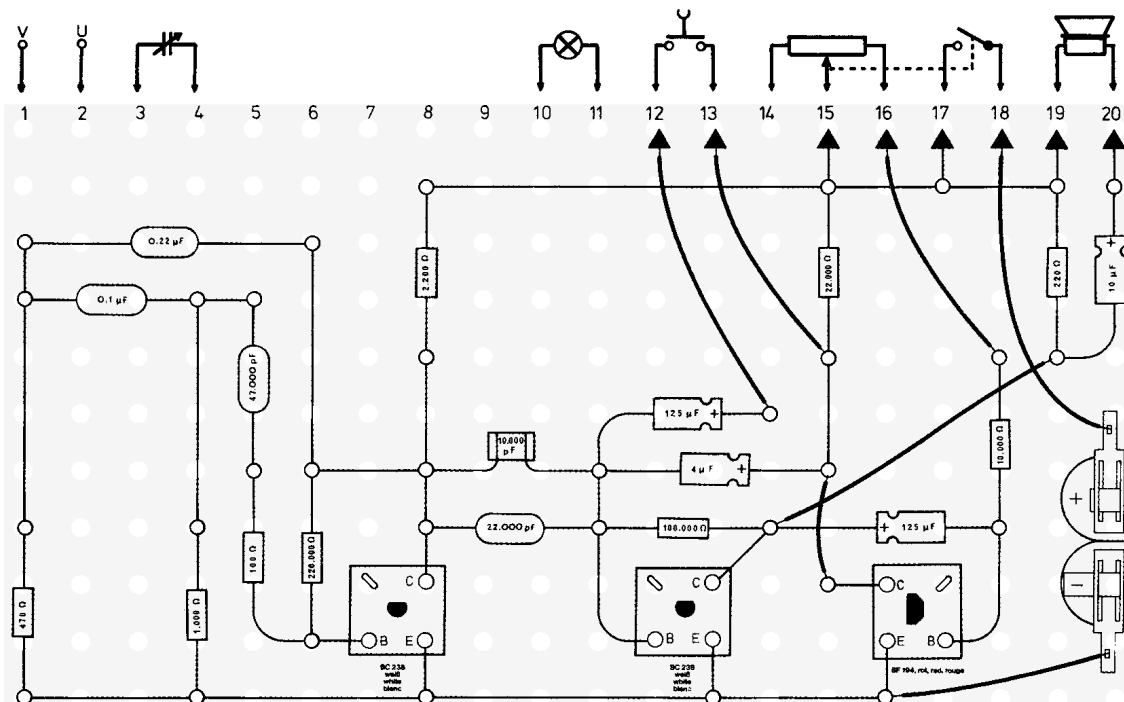 V U
1 2 3 4 5 6 7 8 9 10 11 12 13 14 15 16 17 18 19 20
0.22 µF
0.1 µF
2.200 Ω
22.000 Ω
220 Ω
+
10 µF
47.000 pF
125 µF +
10.000 pF
4 µF +
10.000 Ω
+
22.000 pf
100.000 Ω
+ 125 µF
100 Ω
220.000 Ω
470 Ω
1.000 Ω
C
C
C
-
B E
B E
E B
BC 238
weiß
white
blanc
BC 238
weiß
white
blanc
BF 194, rot, red, rouge